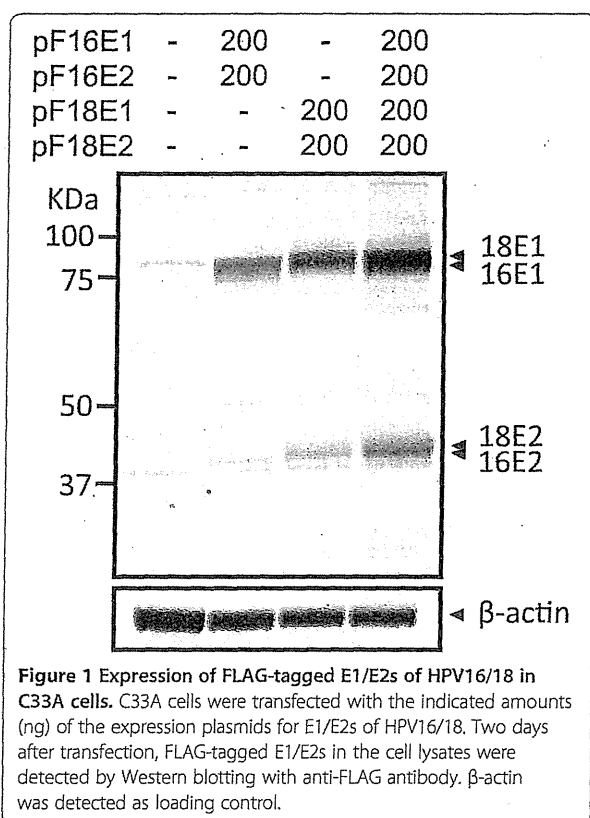 pF16E1 - 200 - 200
pF16E2 - 200 - 200
pF18E1 - - 200 200
pF18E2 - - 200 200
KDa
100
75
18E1
16E1
50
37
18E2
16E2
β-actin
Figure 1 Expression of FLAG-tagged E1/E2s of HPV16/18 in
C33A cells. C33A cells were transfected with the indicated amounts
(ng) of the expression plasmids for E1/E2s of HPV16/18. Two days
after transfection, FLAG-tagged E1/E2s in the cell lysates were
detected by Western blotting with anti-FLAG antibody. β-actin
was detected as loading control.